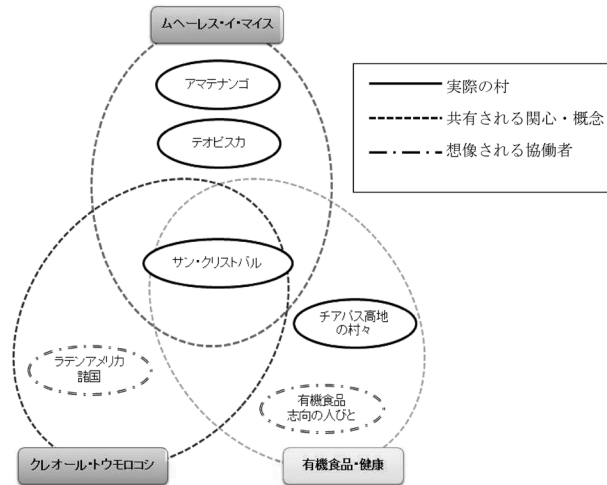 ムヘーレス・イ・マイス
アマテナンゴ
テオピスカ
サン・クリストバル
チアパス高地
の村々
ラテンアメリカ
諸国
有機食品
志向の人びと
クレオール・トウモロコシ
有機食品・健康
実際の村
共有される関心・概念
想像される協働者